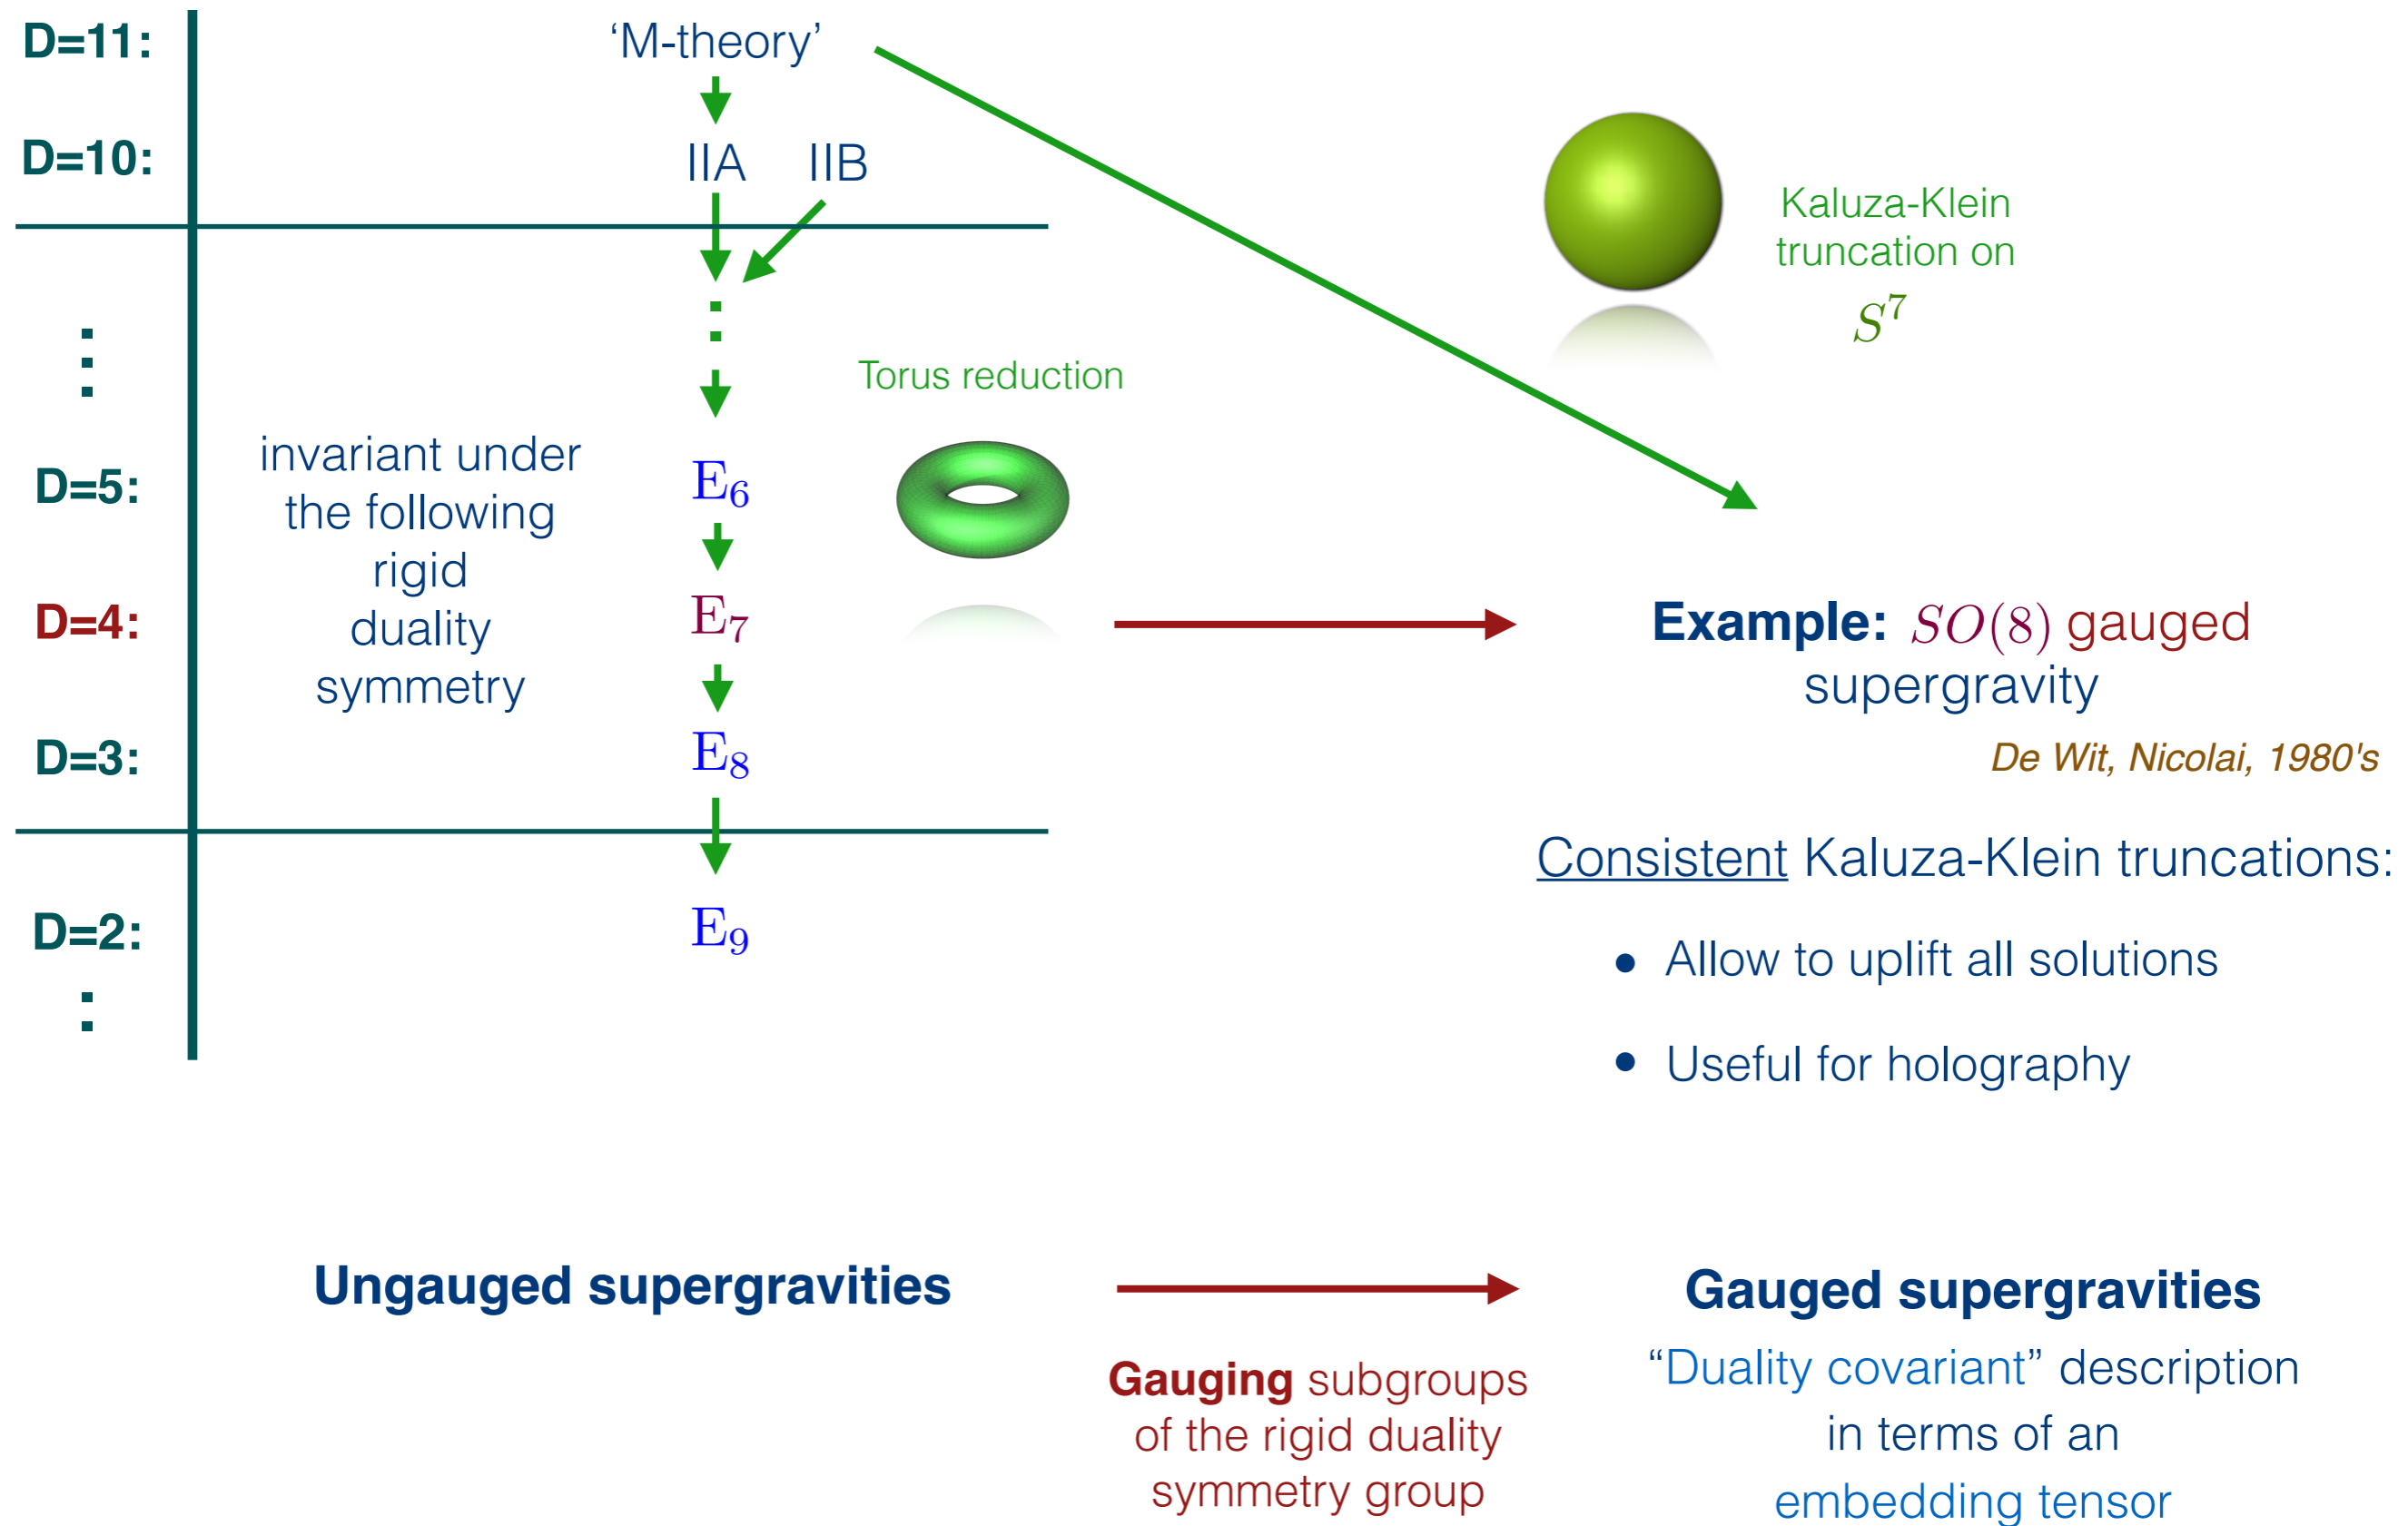 D=11:
‘M-theory’
D=10:
IIA IIB
Kaluza-Klein
truncation on
S⁷
⋮
Torus reduction
invariant under
the following
rigid
duality
symmetry
D=5:
E₆
D=4:
E₇
Example: SO(8) gauged
supergravity
D=3:
E₈
De Wit, Nicolai, 1980's
Consistent Kaluza-Klein truncations:
D=2:
E₉
• Allow to uplift all solutions
:
• Useful for holography
Ungauged supergravities
Gauging subgroups
of the rigid duality
symmetry group
Gauged supergravities
“Duality covariant” description
in terms of an
embedding tensor